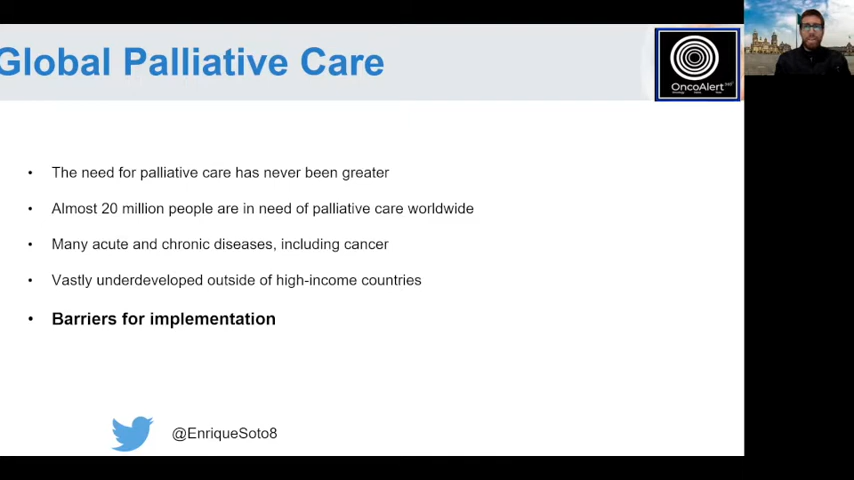 Global Palliative Care
OncoAlert
• The need for palliative care has never been greater
• Almost 20 million people are in need of palliative care worldwide
• Many acute and chronic diseases, including cancer
• Vastly underdeveloped outside of high-income countries
• Barriers for implementation
@EnriqueSoto8